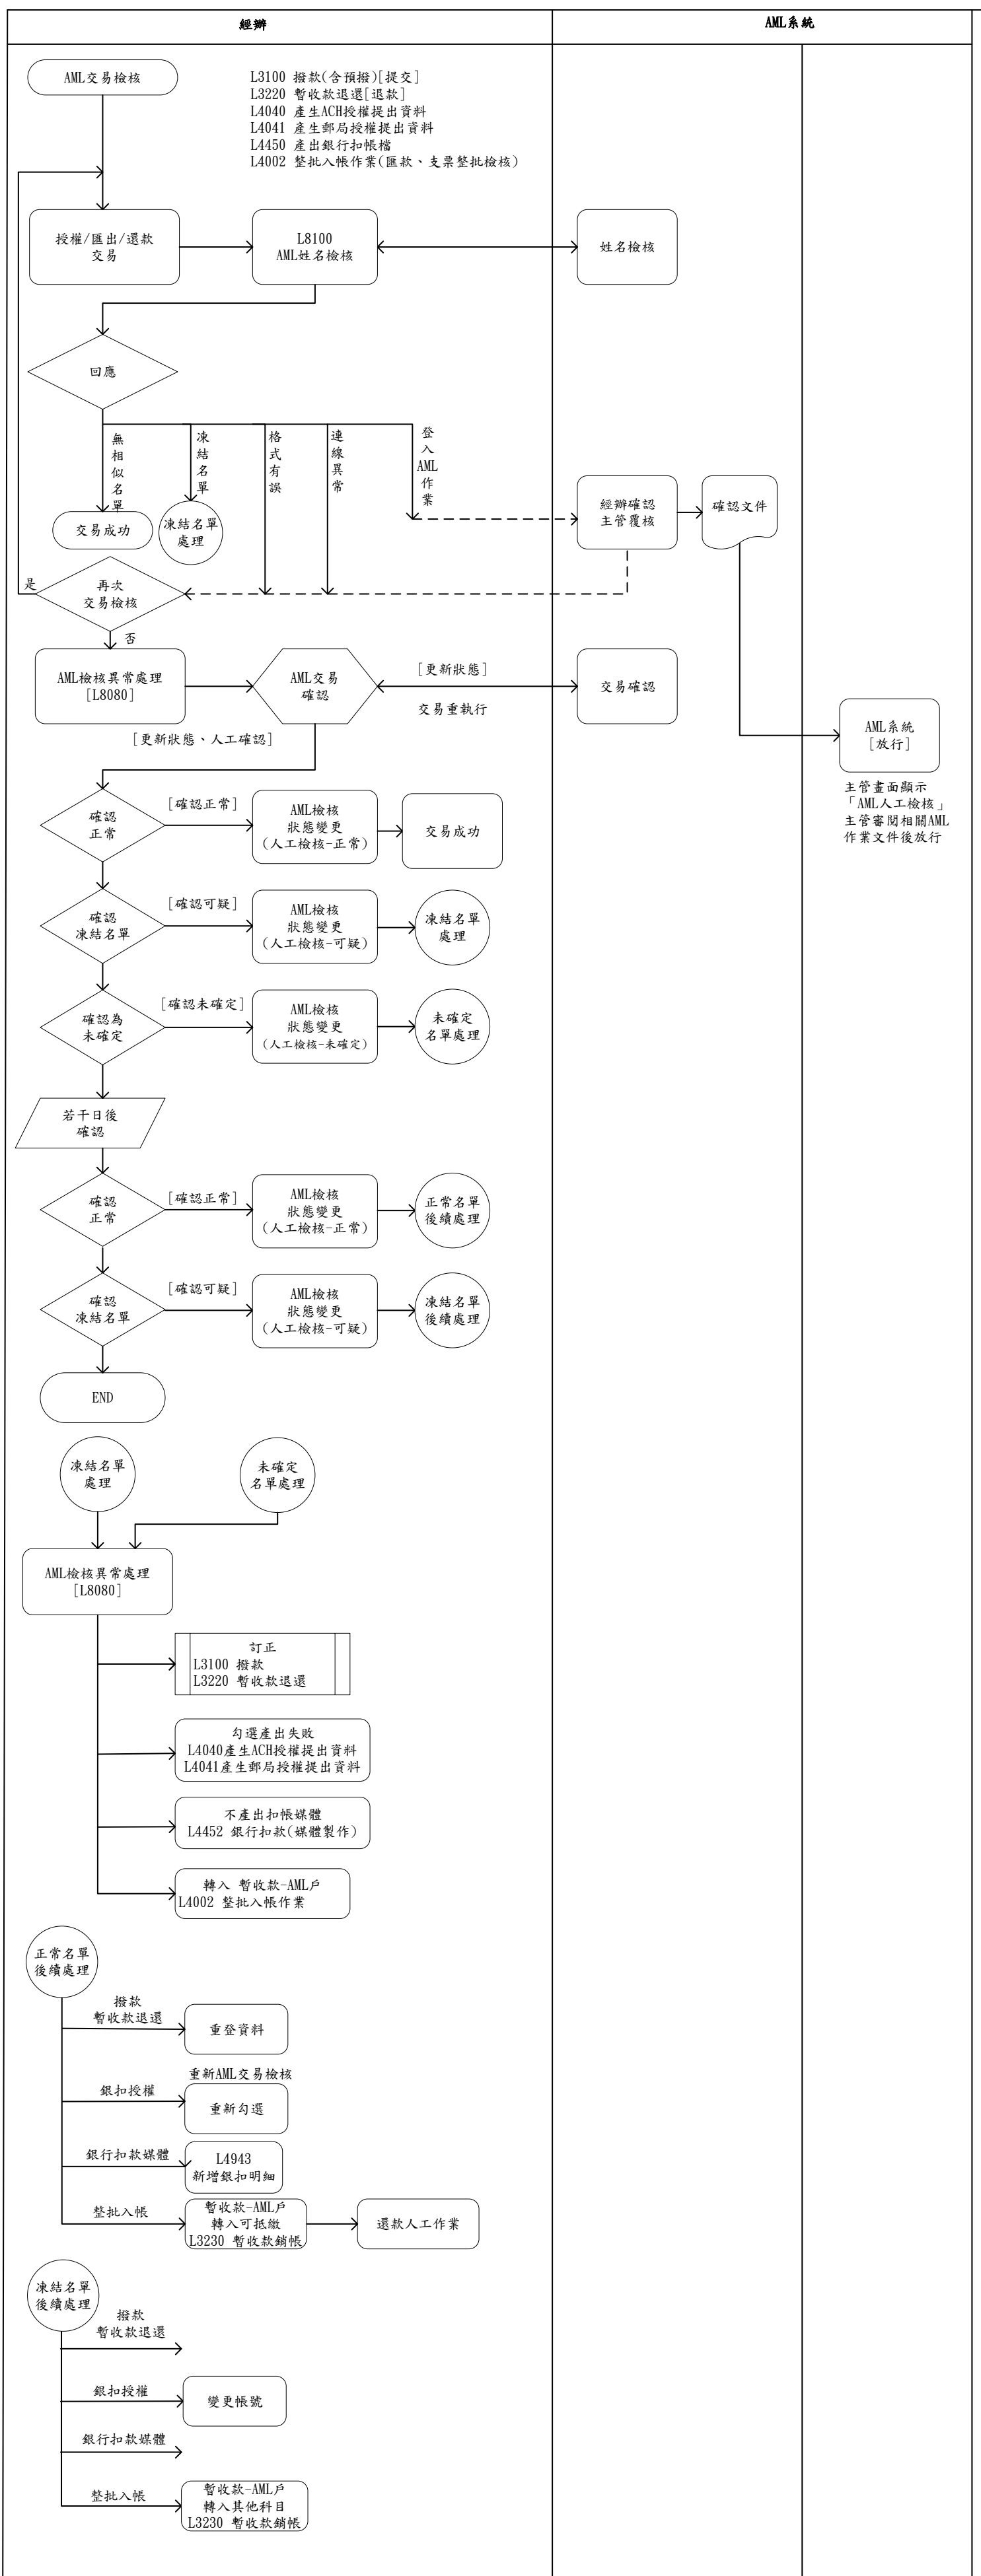 經辦
AML系統
AML交易檢核
L3100 撥款(含預撥)[提交]
L3220 暫收款退還[退款]
L4040 產生ACH授權提出資料
L4041 產生郵局授權提出資料
L4450 產出銀行扣帳檔
L4002 整批入帳作業(匯款、支票整批檢核)
授權/匯出/還款
交易
L8100
AML姓名檢核
姓名檢核
回應
無相似名單
凍結名單
格式有誤
連線異常
登入AML作業
交易成功
凍結名單
處理
經辦確認
主管覆核
確認文件
是
再次
交易檢核
否
AML檢核異常處理
[L8080]
AML交易
確認
[更新狀態]
交易重執行
交易確認
AML系統
[放行]
主管畫面顯示
「AML人工檢核」
主管審閱相關AML
作業文件後放行
[更新狀態、人工確認]
確認
正常
[確認正常]
AML檢核
狀態變更
(人工檢核-正常)
交易成功
確認
凍結名單
[確認可疑]
AML檢核
狀態變更
(人工檢核-可疑)
凍結名單
處理
確認為
未確定
[確認未確定]
AML檢核
狀態變更
(人工檢核-未確定)
未確定
名單處理
若干日後
確認
確認
正常
[確認正常]
AML檢核
狀態變更
(人工檢核-正常)
正常名單
後續處理
確認
凍結名單
[確認可疑]
AML檢核
狀態變更
(人工檢核-可疑)
凍結名單
後續處理
END
凍結名單
處理
未確定
名單處理
AML檢核異常處理
[L8080]
訂正
L3100 撥款
L3220 暫收款退還
勾選產出失敗
L4040產生ACH授權提出資料
L4041產生郵局授權提出資料
不產出扣帳媒體
L4452 銀行扣款(媒體製作)
轉入 暫收款-AML戶
L4002 整批入帳作業
正常名單
後續處理
撥款
暫收款退還
重登資料
重新AML交易檢核
銀扣授權
重新勾選
銀行扣款媒體
L4943
新增銀扣明細
整批入帳
暫收款-AML戶
轉入可抵繳
L3230 暫收款銷帳
還款人工作業
凍結名單
後續處理
撥款
暫收款退還
銀扣授權
變更帳號
銀行扣款媒體
整批入帳
暫收款-AML戶
轉入其他科目
L3230 暫收款銷帳